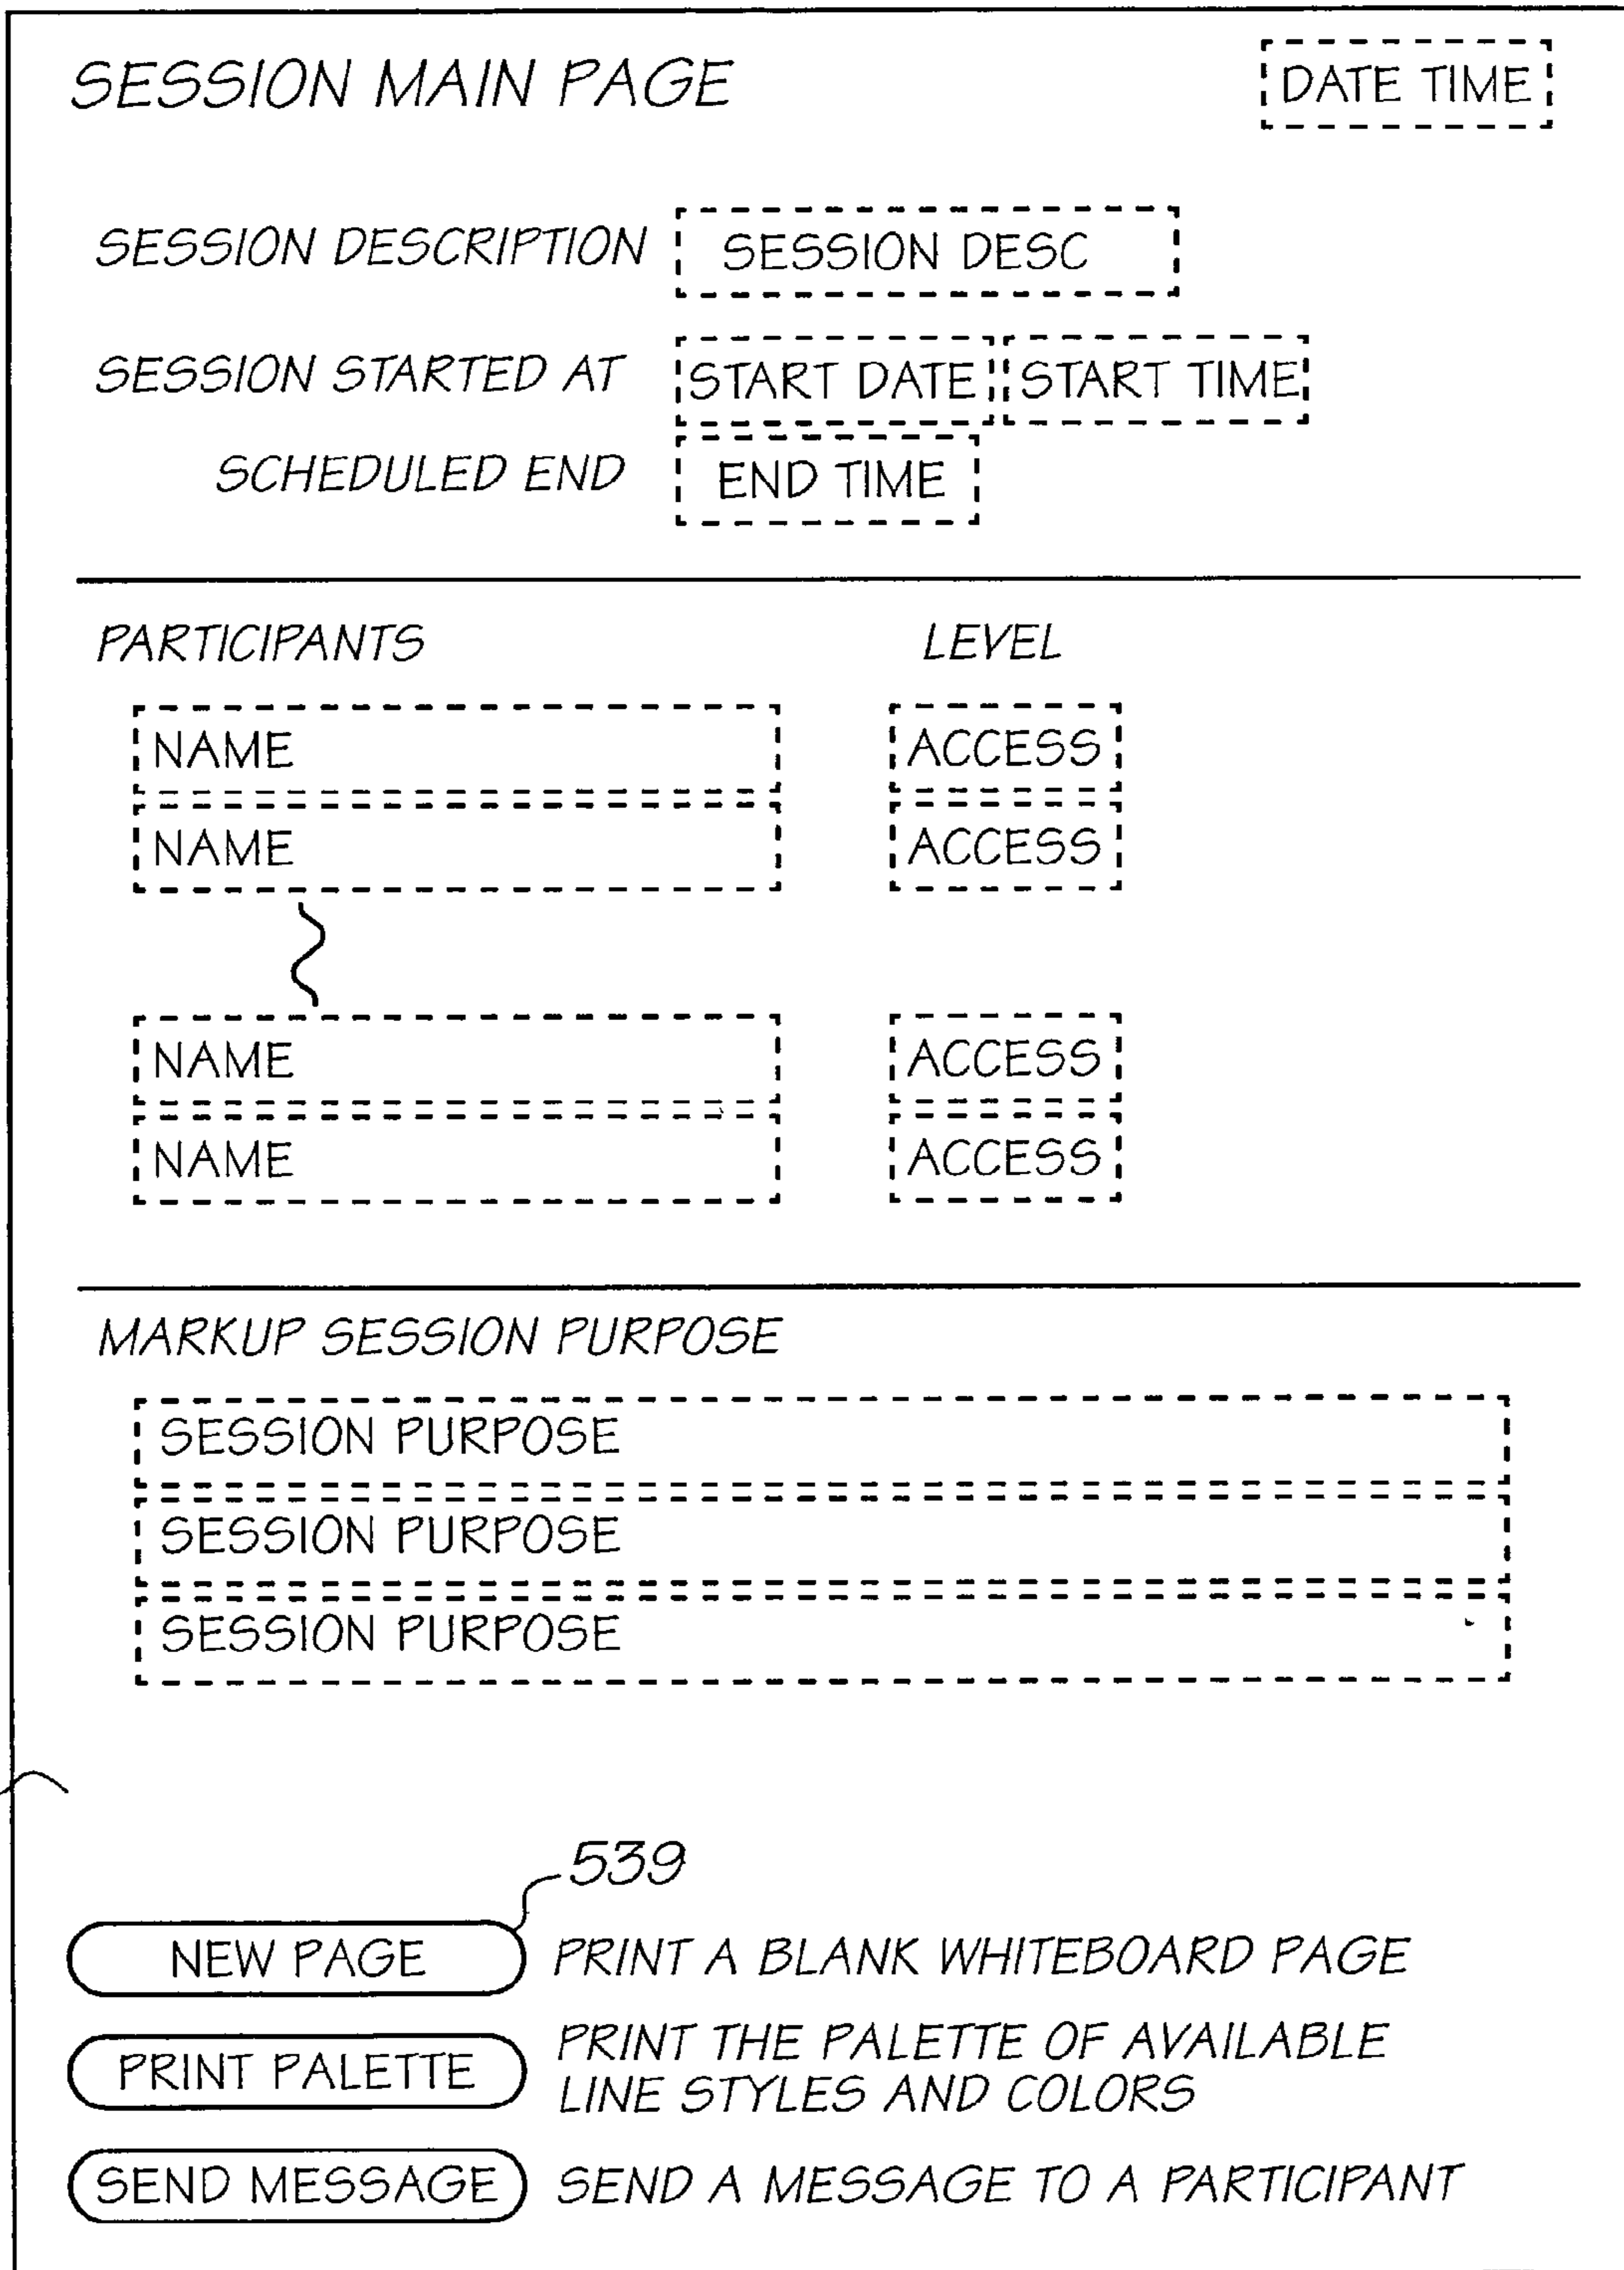 SESSION MAIN PAGE DATE TIME
SESSION DESCRIPTION SESSION DESC
SESSION STARTED AT START DATE START TIME
SCHEDULED END END TIME
PARTICIPANTS LEVEL
NAME ACCESS
NAME ACCESS
NAME ACCESS
NAME ACCESS
MARKUP SESSION PURPOSE
SESSION PURPOSE
SESSION PURPOSE
SESSION PURPOSE
539
NEW PAGE PRINT A BLANK WHITEBOARD PAGE
PRINT PALETTE PRINT THE PALETTE OF AVAILABLE
LINE STYLES AND COLORS
SEND MESSAGE SEND A MESSAGE TO A PARTICIPANT